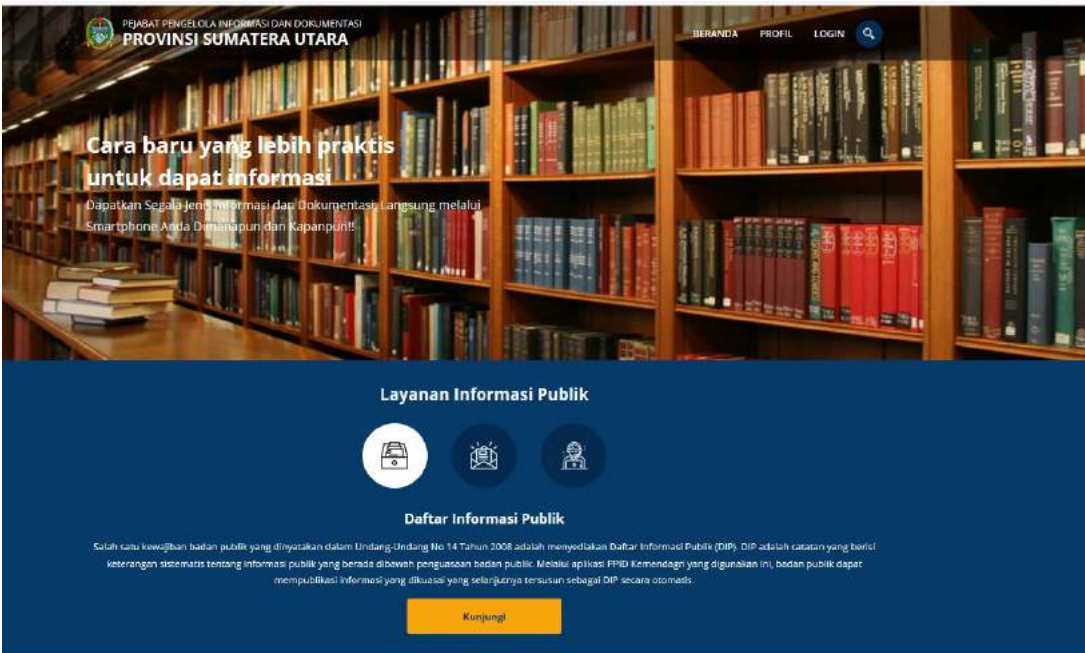 PEJABAT PENGELOLA INFORMASI DAN DOKUMENTASI
PROVINSI SUMATERA UTARA
BERANDA PROFIL LOGIN
Cara baru yang lebih praktis
untuk dapat informasi
Dapatkan Segala Jenis Informasi dan Dokumentasi, Langsung melalui
Smartphone Anda Dimanapun dan Kapanpun!!
Layanan Informasi Publik
Daftar Informasi Publik
Salah satu kewajiban badan publik yang dinyatakan dalam Undang-Undang No 14 Tahun 2008 adalah menyediakan Daftar Informasi Publik (DIP). DIP adalah catatan yang berisi
keterangan sistematis tentang informasi publik yang berada dibawah penguasaan badan publik. Melalui aplikasi PPID Kemendagri yang digunakan ini, badan publik dapat
mempublikasi informasi yang dikuasai yang selanjutnya tersusun sebagai DIP secara otomatis.
Kunjungi